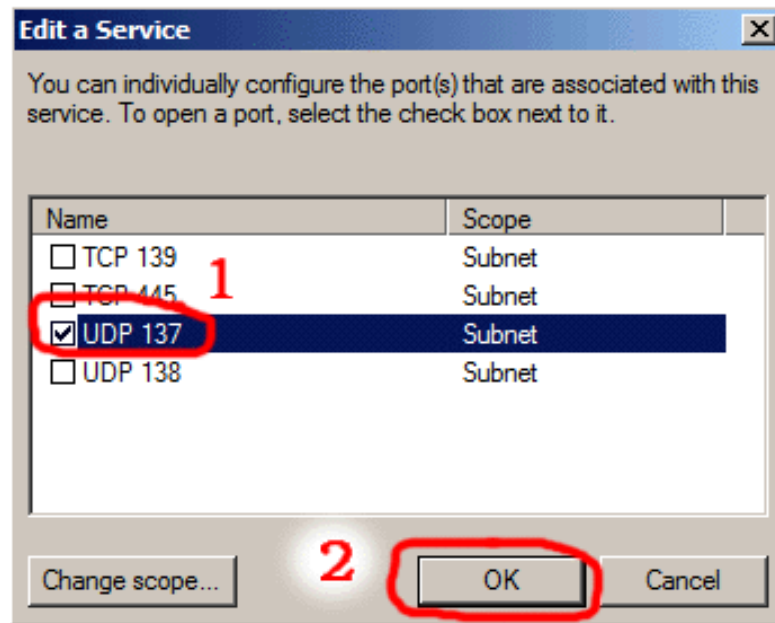 Edit a Service
You can individually configure the port(s) that are associated with this
service. To open a port, select the check box next to it.
Name Scope
TCP 139 Subnet
1
TCP 445 Subnet
UDP 137 Subnet
UDP 138 Subnet
2
Change scope... OK Cancel